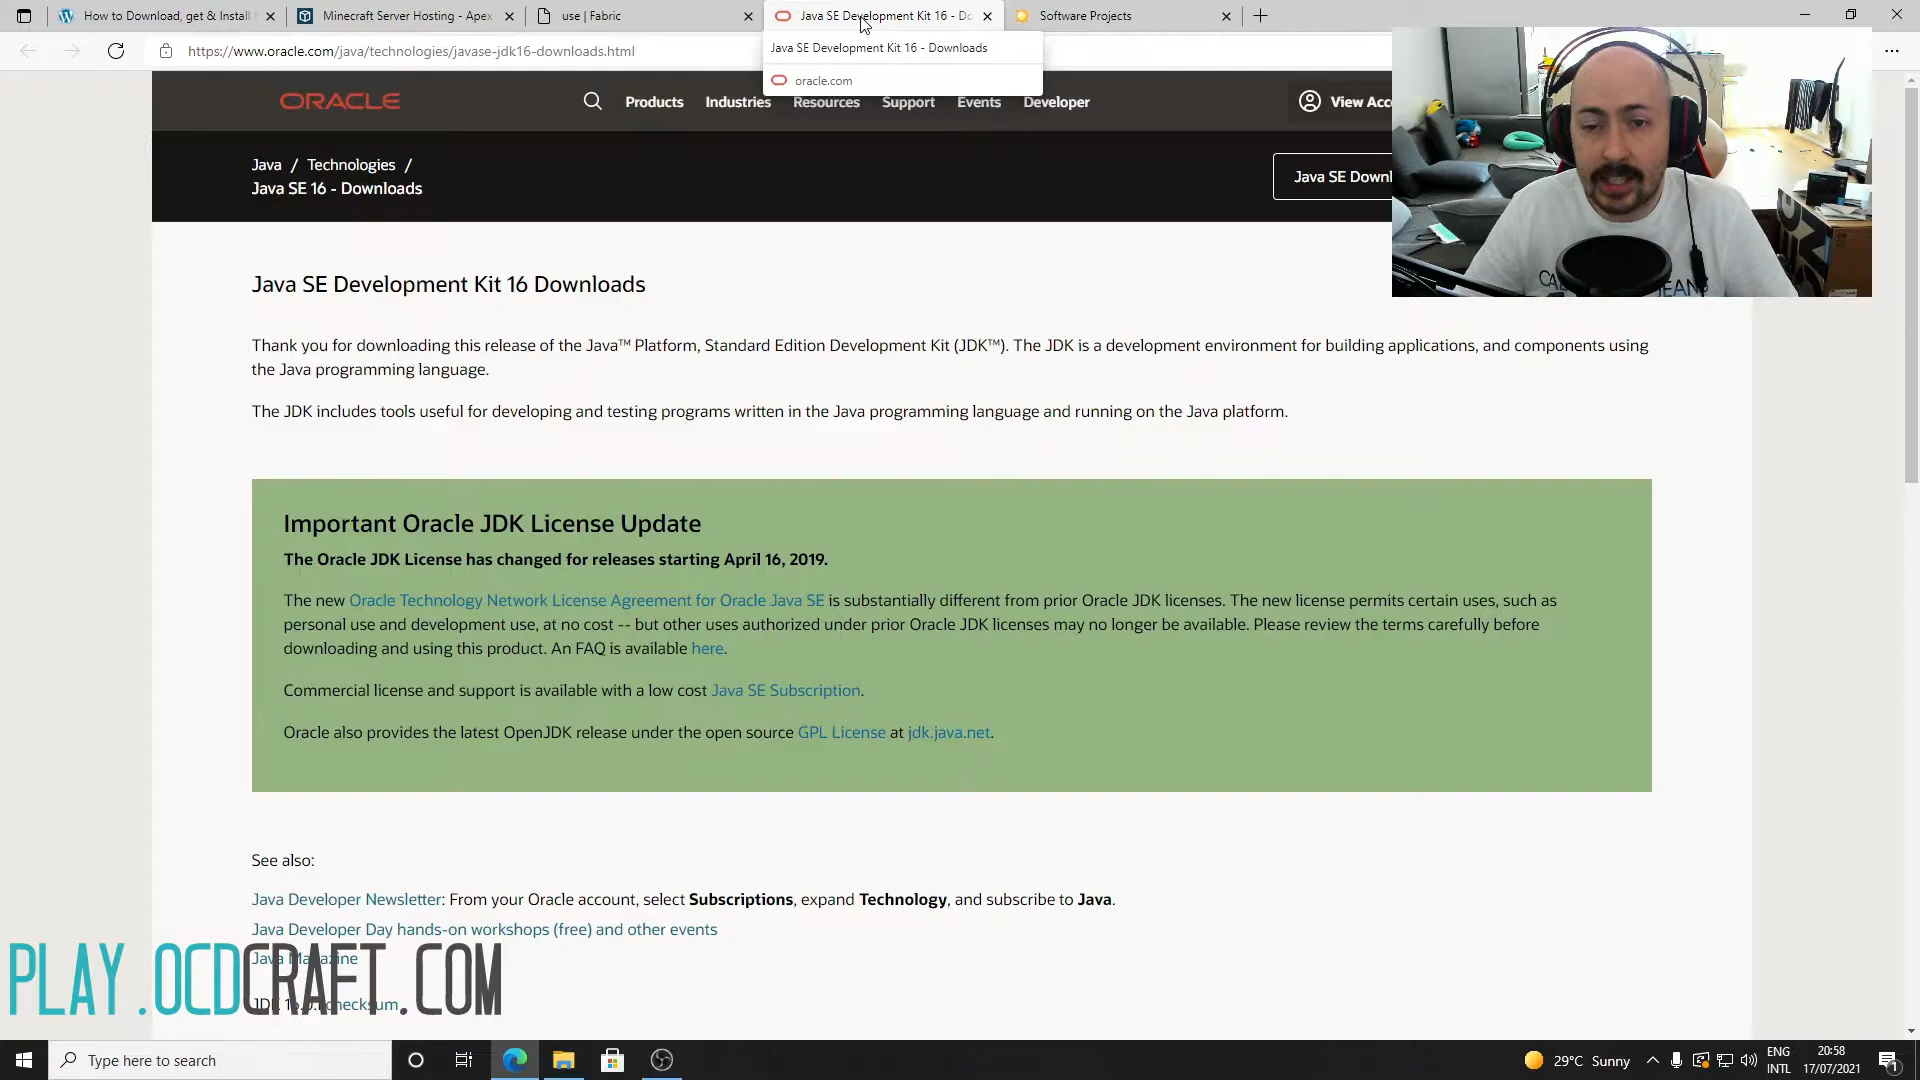 How to Download, get & Install
Minecraft Server Hosting - Apex
use | Fabric
Java SE Development Kit 16 - Do
Software Projects
https://www.oracle.com/java/technologies/javase-jdk16-downloads.html
Java SE Development Kit 16 - Downloads
oracle.com
ORACLE
Products
Industries
Resources
Support
Events
Developer
View Acc
Java / Technologies /
Java SE 16 - Downloads
Java SE Downl
Java SE Development Kit 16 Downloads
Thank you for downloading this release of the Java™ Platform, Standard Edition Development Kit (JDK™). The JDK is a development environment for building applications, and components using
the Java programming language.
The JDK includes tools useful for developing and testing programs written in the Java programming language and running on the Java platform.
Important Oracle JDK License Update
The Oracle JDK License has changed for releases starting April 16, 2019.
The new Oracle Technology Network License Agreement for Oracle Java SE is substantially different from prior Oracle JDK licenses. The new license permits certain uses, such as
personal use and development use, at no cost -- but other uses authorized under prior Oracle JDK licenses may no longer be available. Please review the terms carefully before
downloading and using this product. An FAQ is available here.
Commercial license and support is available with a low cost Java SE Subscription.
Oracle also provides the latest OpenJDK release under the open source GPL License at jdk.java.net.
See also:
Java Developer Newsletter: From your Oracle account, select Subscriptions, expand Technology, and subscribe to Java.
Java Developer Day hands-on workshops (free) and other events
Java Magazine
PLAY.OCDCRAFT.COM
checksum
Type here to search
29°C Sunny
ENG
INTL
20:58
17/07/2021